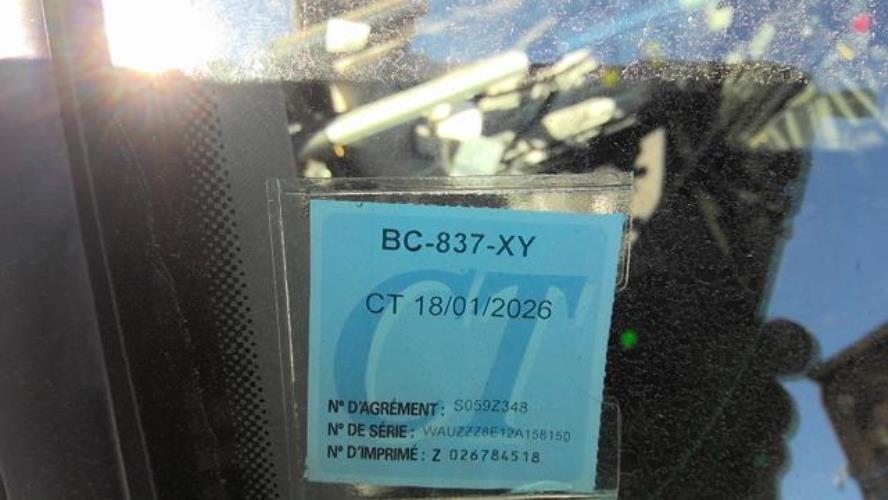 BC-837-XY
CT 18/01/2026
CT
N° D'AGRÉMENT : S059Z348
N° DE SÉRIE : WAUZZZ8E12A158150
N° D'IMPRIMÉ : Z 026784518